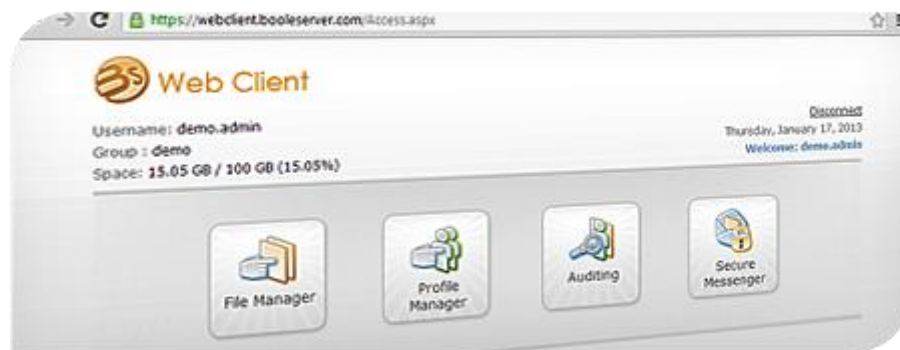 https://webclient.booleserver.com/Access.aspx
Web Client
Username: demo.admin
Group : demo
Space: 15.05 GB / 100 GB (15.05%)
Disconnect
Thursday, January 17, 2013
Welcome: demo.admin
File Manager
Profile
Manager
Auditing
Secure
Messenger